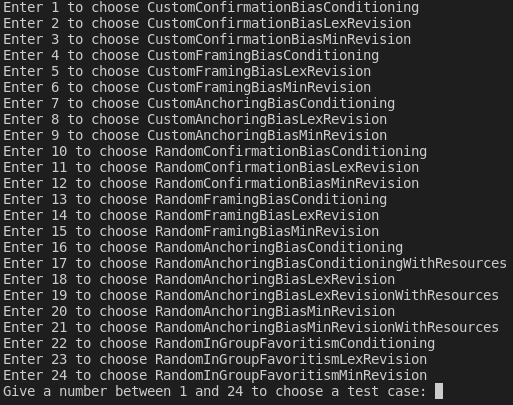 Enter 1 to choose CustomConfirmationBiasConditioning
Enter 2 to choose CustomConfirmationBiasLexRevision
Enter 3 to choose CustomConfirmationBiasMinRevision
Enter 4 to choose CustomFramingBiasConditioning
Enter 5 to choose CustomFramingBiasLexRevision
Enter 6 to choose CustomFramingBiasMinRevision
Enter 7 to choose CustomAnchoringBiasConditioning
Enter 8 to choose CustomAnchoringBiasLexRevision
Enter 9 to choose CustomAnchoringBiasMinRevision
Enter 10 to choose RandomConfirmationBiasConditioning
Enter 11 to choose RandomConfirmationBiasLexRevision
Enter 12 to choose RandomConfirmationBiasMinRevision
Enter 13 to choose RandomFramingBiasConditioning
Enter 14 to choose RandomFramingBiasLexRevision
Enter 15 to choose RandomFramingBiasMinRevision
Enter 16 to choose RandomAnchoringBiasConditioning
Enter 17 to choose RandomAnchoringBiasConditioningWithResources
Enter 18 to choose RandomAnchoringBiasLexRevision
Enter 19 to choose RandomAnchoringBiasLexRevisionWithResources
Enter 20 to choose RandomAnchoringBiasMinRevision
Enter 21 to choose RandomAnchoringBiasMinRevisionWithResources
Enter 22 to choose RandomInGroupFavoritismConditioning
Enter 23 to choose RandomInGroupFavoritismLexRevision
Enter 24 to choose RandomInGroupFavoritismMinRevision
Give a number between 1 and 24 to choose a test case: